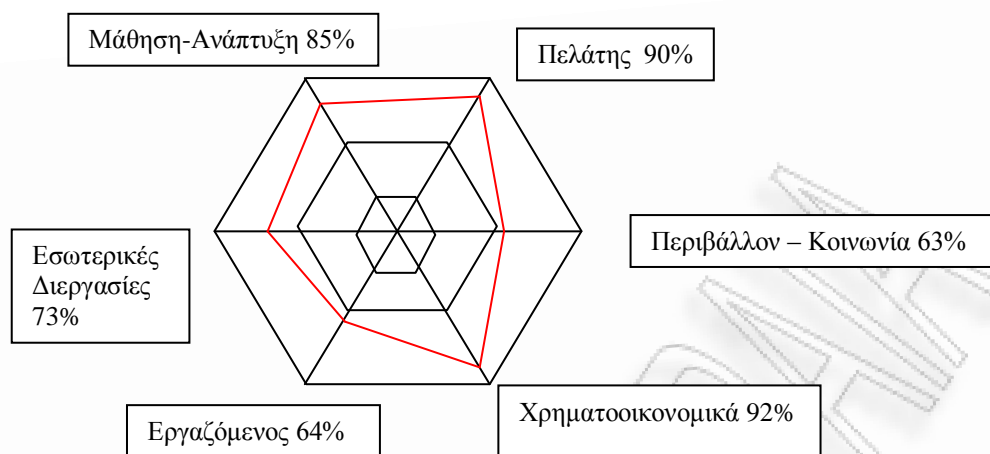 Μάθηση-Ανάπτυξη 85%
Πελάτης 90%
Περιβάλλον – Κοινωνία 63%
Εσωτερικές
Διεργασίες
73%
Χρηματοοικονομικά 92%
Εργαζόμενος 64%